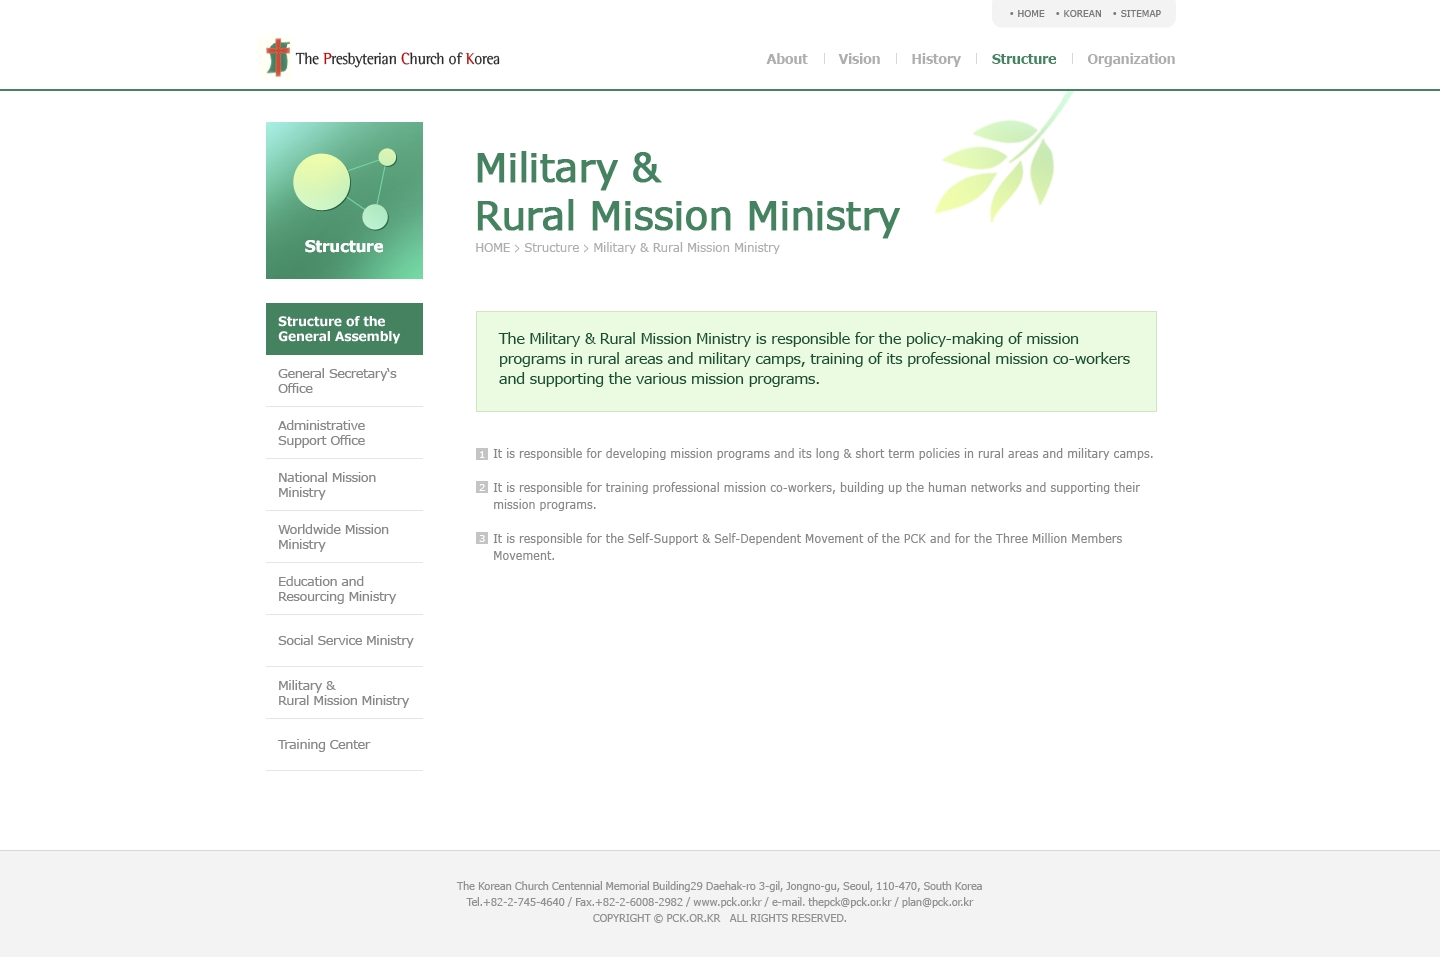 • HOME • KOREAN • SITEMAP
The Presbyterian Church of Korea
About Vision History Structure Organization
Structure
Military &
Rural Mission Ministry
HOME > Structure > Military & Rural Mission Ministry
Structure of the
General Assembly
General Secretary's
Office
Administrative
Support Office
National Mission
Ministry
Worldwide Mission
Ministry
Education and
Resourcing Ministry
Social Service Ministry
Military &
Rural Mission Ministry
Training Center
The Military & Rural Mission Ministry is responsible for the policy-making of mission
programs in rural areas and military camps, training of its professional mission co-workers
and supporting the various mission programs.
1 It is responsible for developing mission programs and its long & short term policies in rural areas and military camps.
2 It is responsible for training professional mission co-workers, building up the human networks and supporting their
mission programs.
3 It is responsible for the Self-Support & Self-Dependent Movement of the PCK and for the Three Million Members
Movement.
The Korean Church Centennial Memorial Building29 Daehak-ro 3-gil, Jongno-gu, Seoul, 110-470, South Korea
Tel.+82-2-745-4640 / Fax.+82-2-6008-2982 / www.pck.or.kr / e-mail. thepck@pck.or.kr / plan@pck.or.kr
COPYRIGHT © PCK.OR.KR ALL RIGHTS RESERVED.